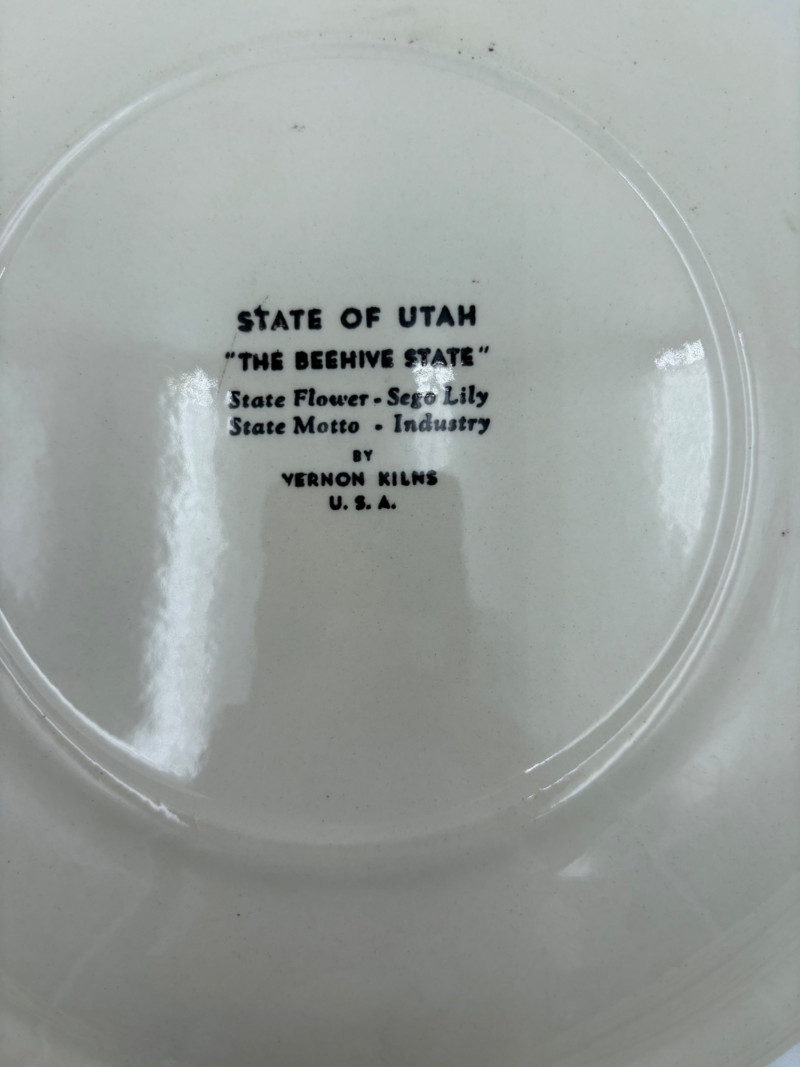 STATE OF UTAH
"THE BEEHIVE STATE"
State Flower - Sego Lily
State Motto - Industry
BY
VERNON KILNS
U. S. A.